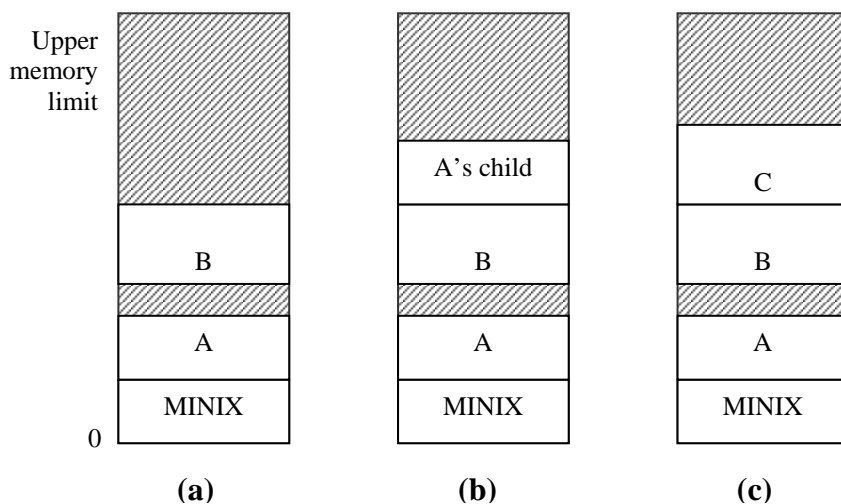 Upper
memory
limit
B
A
MINIX
0
(a)
A’s child
B
A
MINIX
(b)
C
B
A
MINIX
(c)